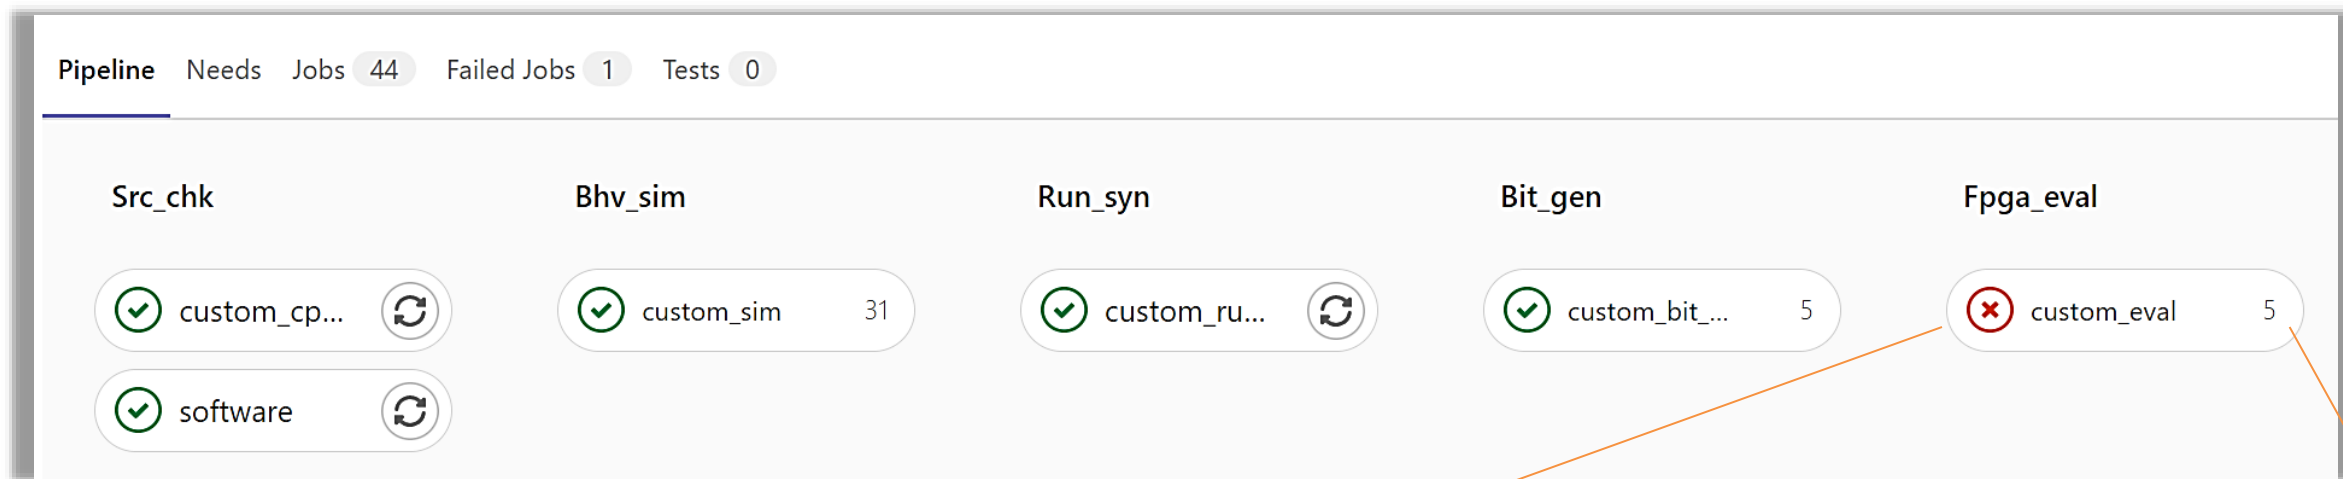 Pipeline Needs Jobs 44 Failed Jobs 1 Tests 0
Src_chk Bhv_sim Run_syn Bit_gen Fpga_eval
custom_cp... custom_sim 31 custom_ru... custom_bit_... 5 custom_eval 5
software